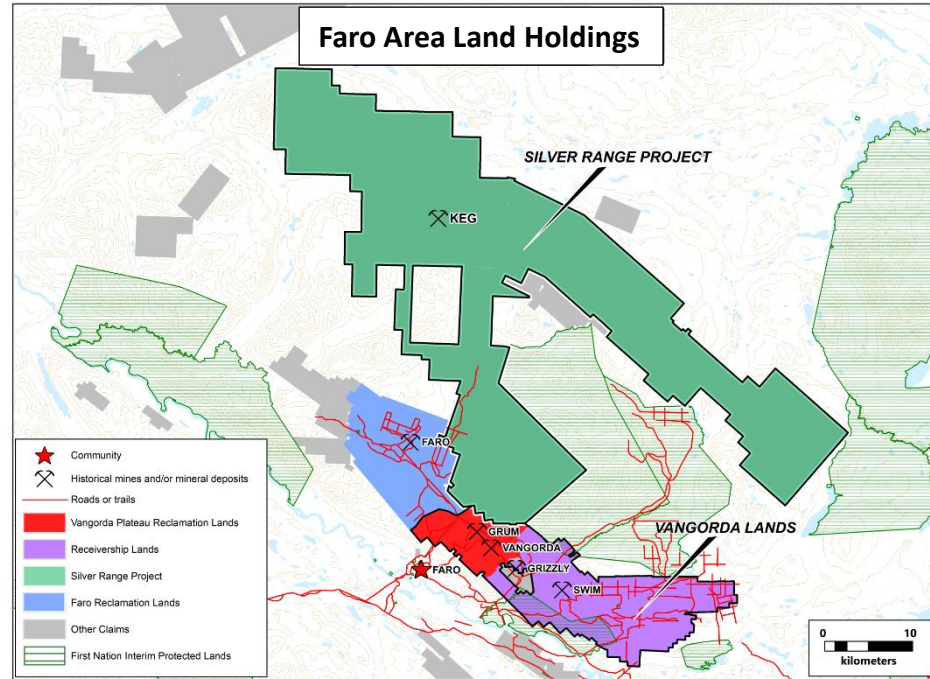 Faro Area Land Holdings
SILVER RANGE PROJECT
KEG
FARO
GRUM
VANGORDA LANDS
VANGORDA
GRIZZLY
FARO
SWIM
Community
Historical mines and/or mineral deposits
Roads or trails
Vangorda Plateau Reclamation Lands
Receivership Lands
Silver Range Project
Faro Reclamation Lands
Other Claims
First Nation Interim Protected Lands
0 10
kilometers